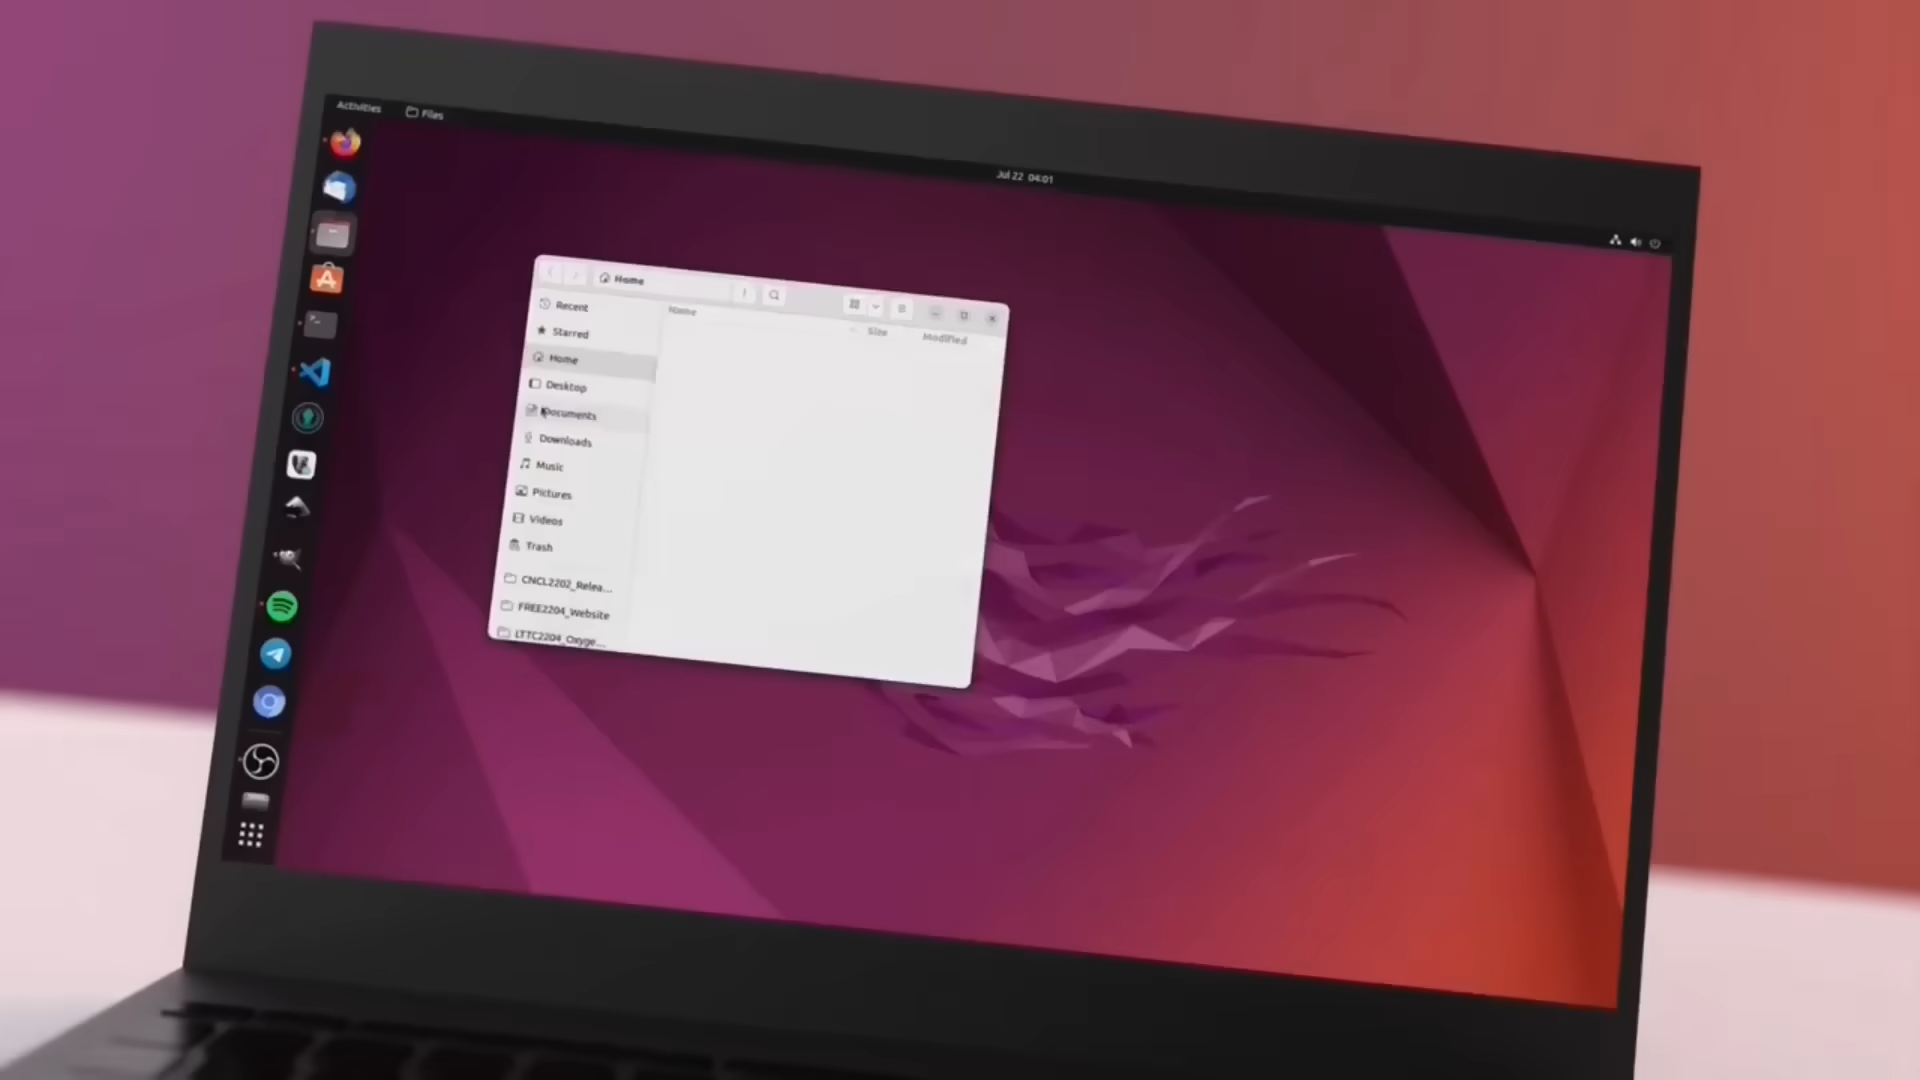 Activities
Files
Jul 22 04:01
Home
Name
Size
Modified
Recent
Starred
Home
Desktop
Documents
Downloads
Music
Pictures
Videos
Trash
CNCL2202_Relea...
FREE2204_Website
LTTC2204_Oxyge...